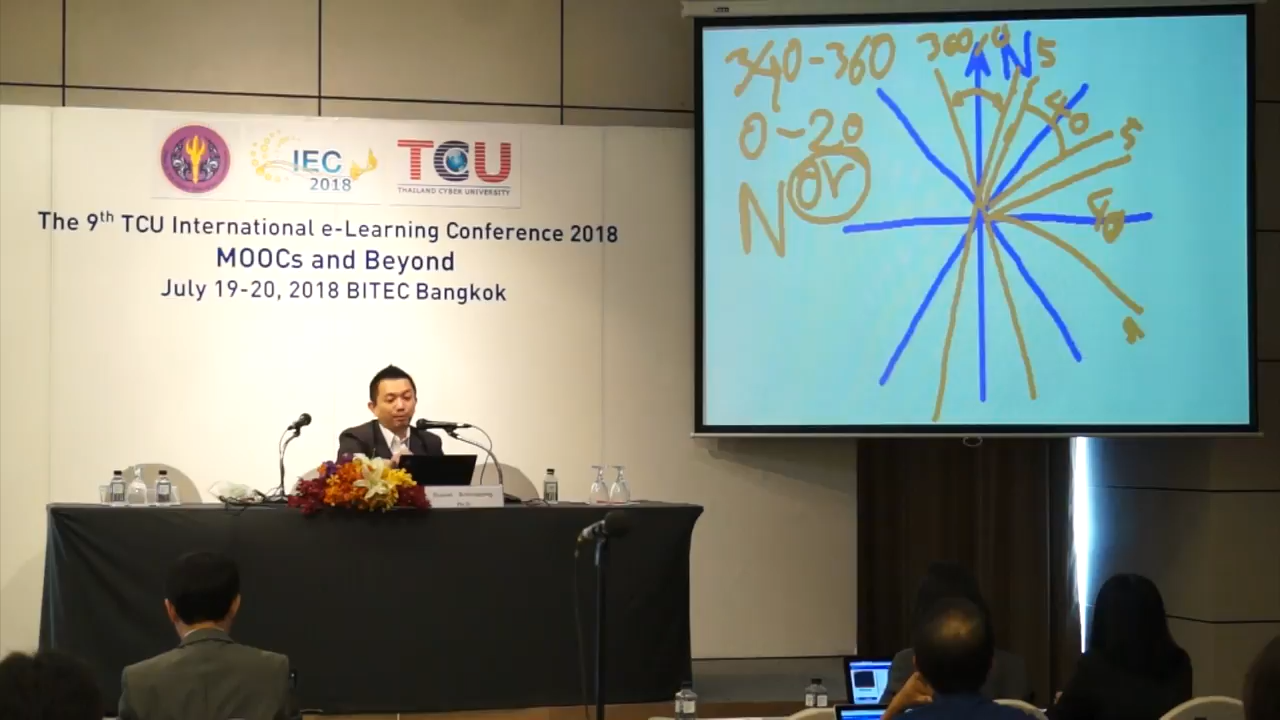 IEC
2018
TCU
THAILAND CYBER UNIVERSITY
The 9th TCU International e-Learning Conference 2018
MOOCs and Beyond
July 19-20, 2018 BITEC Bangkok
340-360
0-20
or
N
360/0
N
5
40
5
40